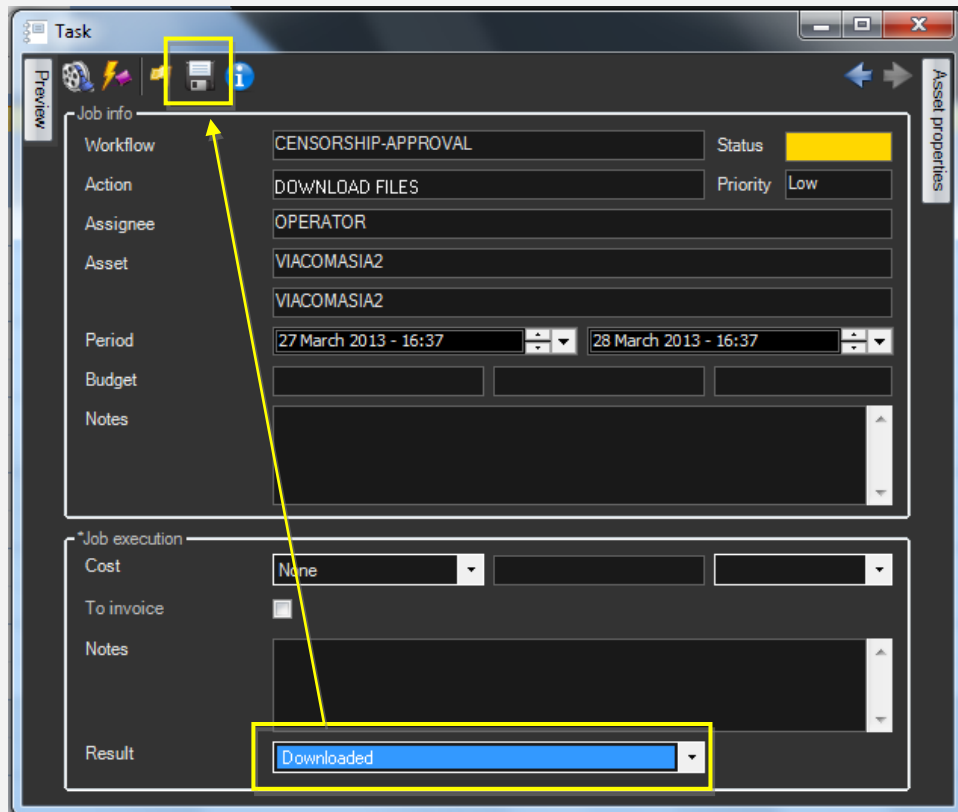 Task
Preview
Asset properties
Job info
Workflow CENSORSHIP-APPROVAL Status
Action DOWNLOAD FILES Priority Low
Assignee OPERATOR
Asset VIACOMASIA2
VIACOMASIA2
Period 27 March 2013 - 16:37 28 March 2013 - 16:37
Budget
Notes
*Job execution
Cost None
To invoice
Notes
Result Downloaded